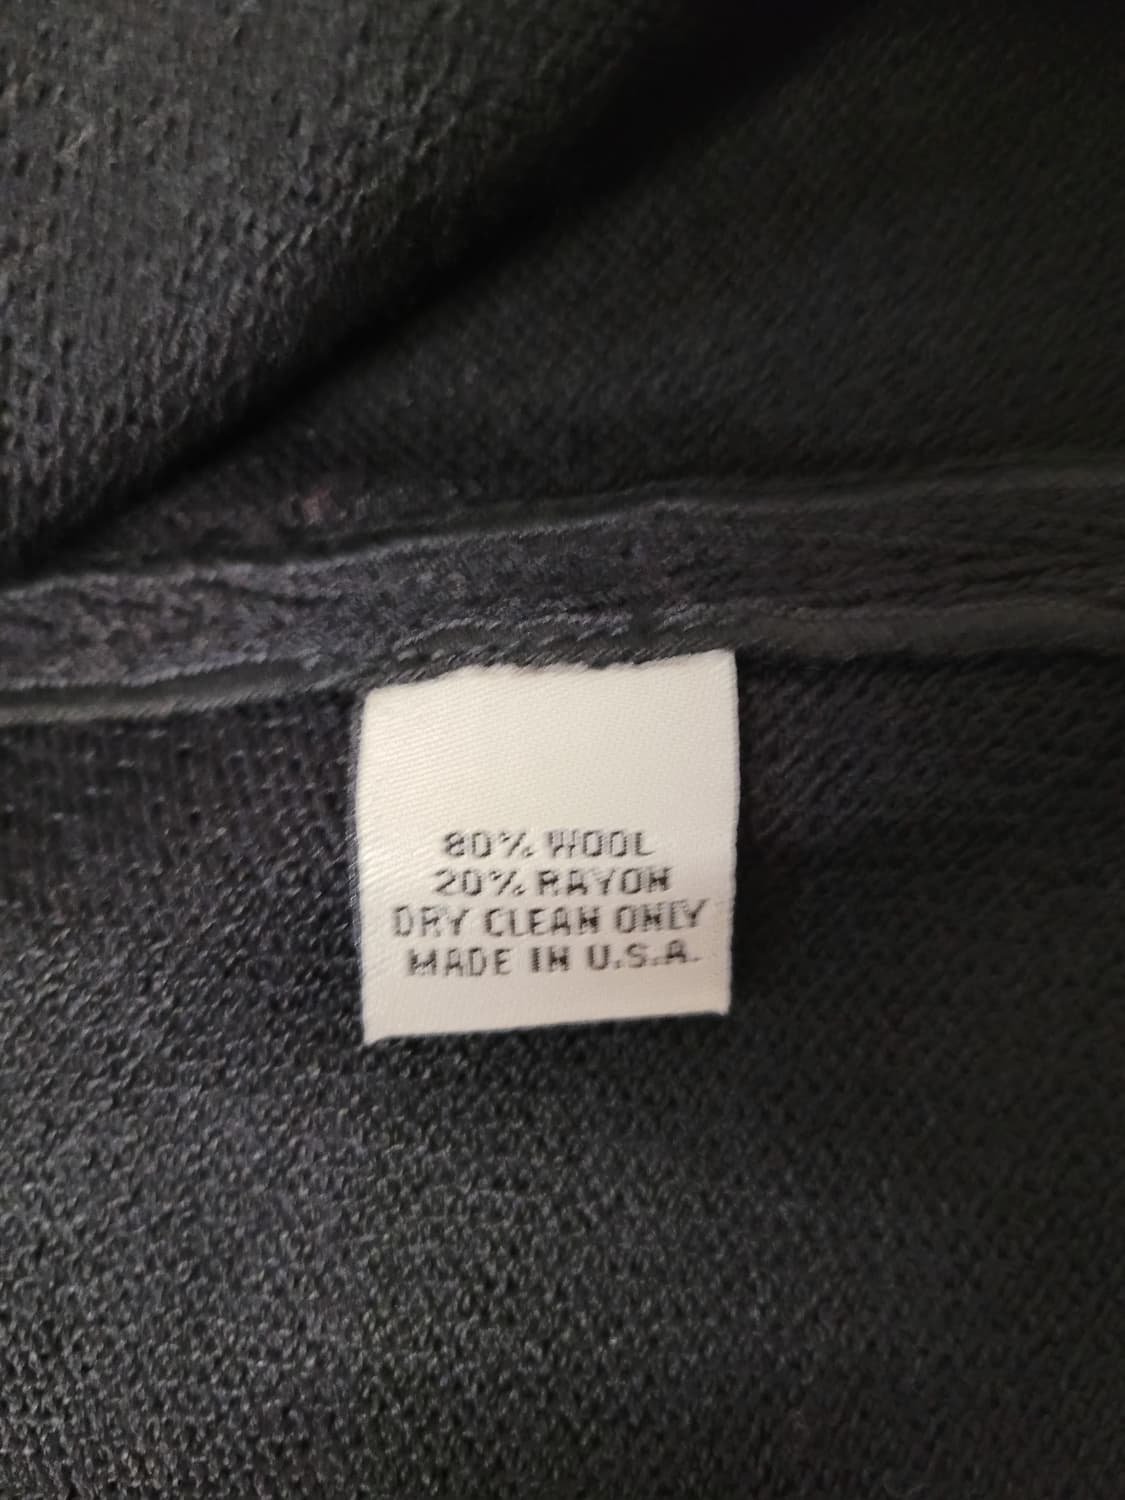 80% WOOL
20% RAYON
DRY CLEAN ONLY
MADE IN U.S.A.